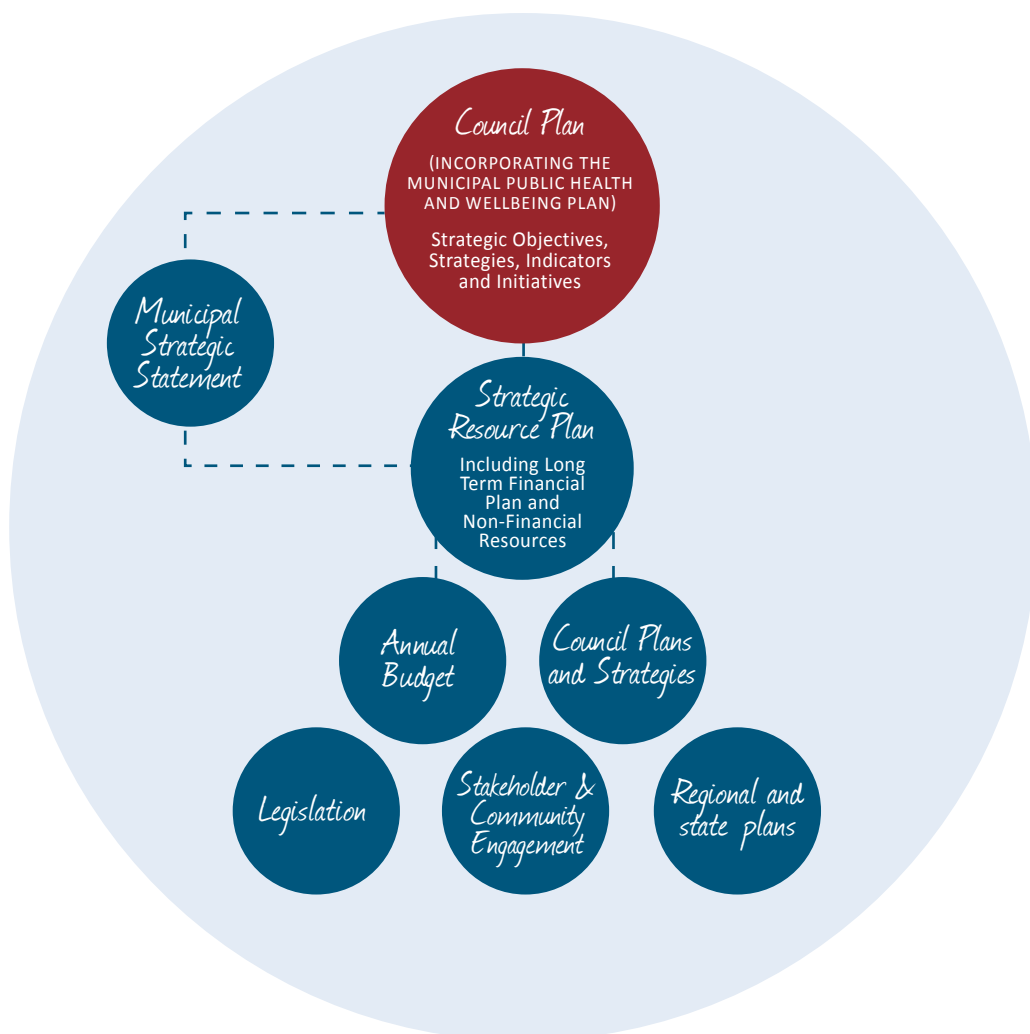 Council Plan
(INCORPORATING THE
MUNICIPAL PUBLIC HEALTH
AND WELLBEING PLAN)
Strategic Objectives,
Strategies, Indicators
and Initiatives
Municipal
Strategic
Statement
Strategic
Resource Plan
Including Long
Term Financial
Plan and
Non-Financial
Resources
Annual
Budget
Council Plans
and Strategies
Legislation
Stakeholder &
Community
Engagement
Regional and
state plans